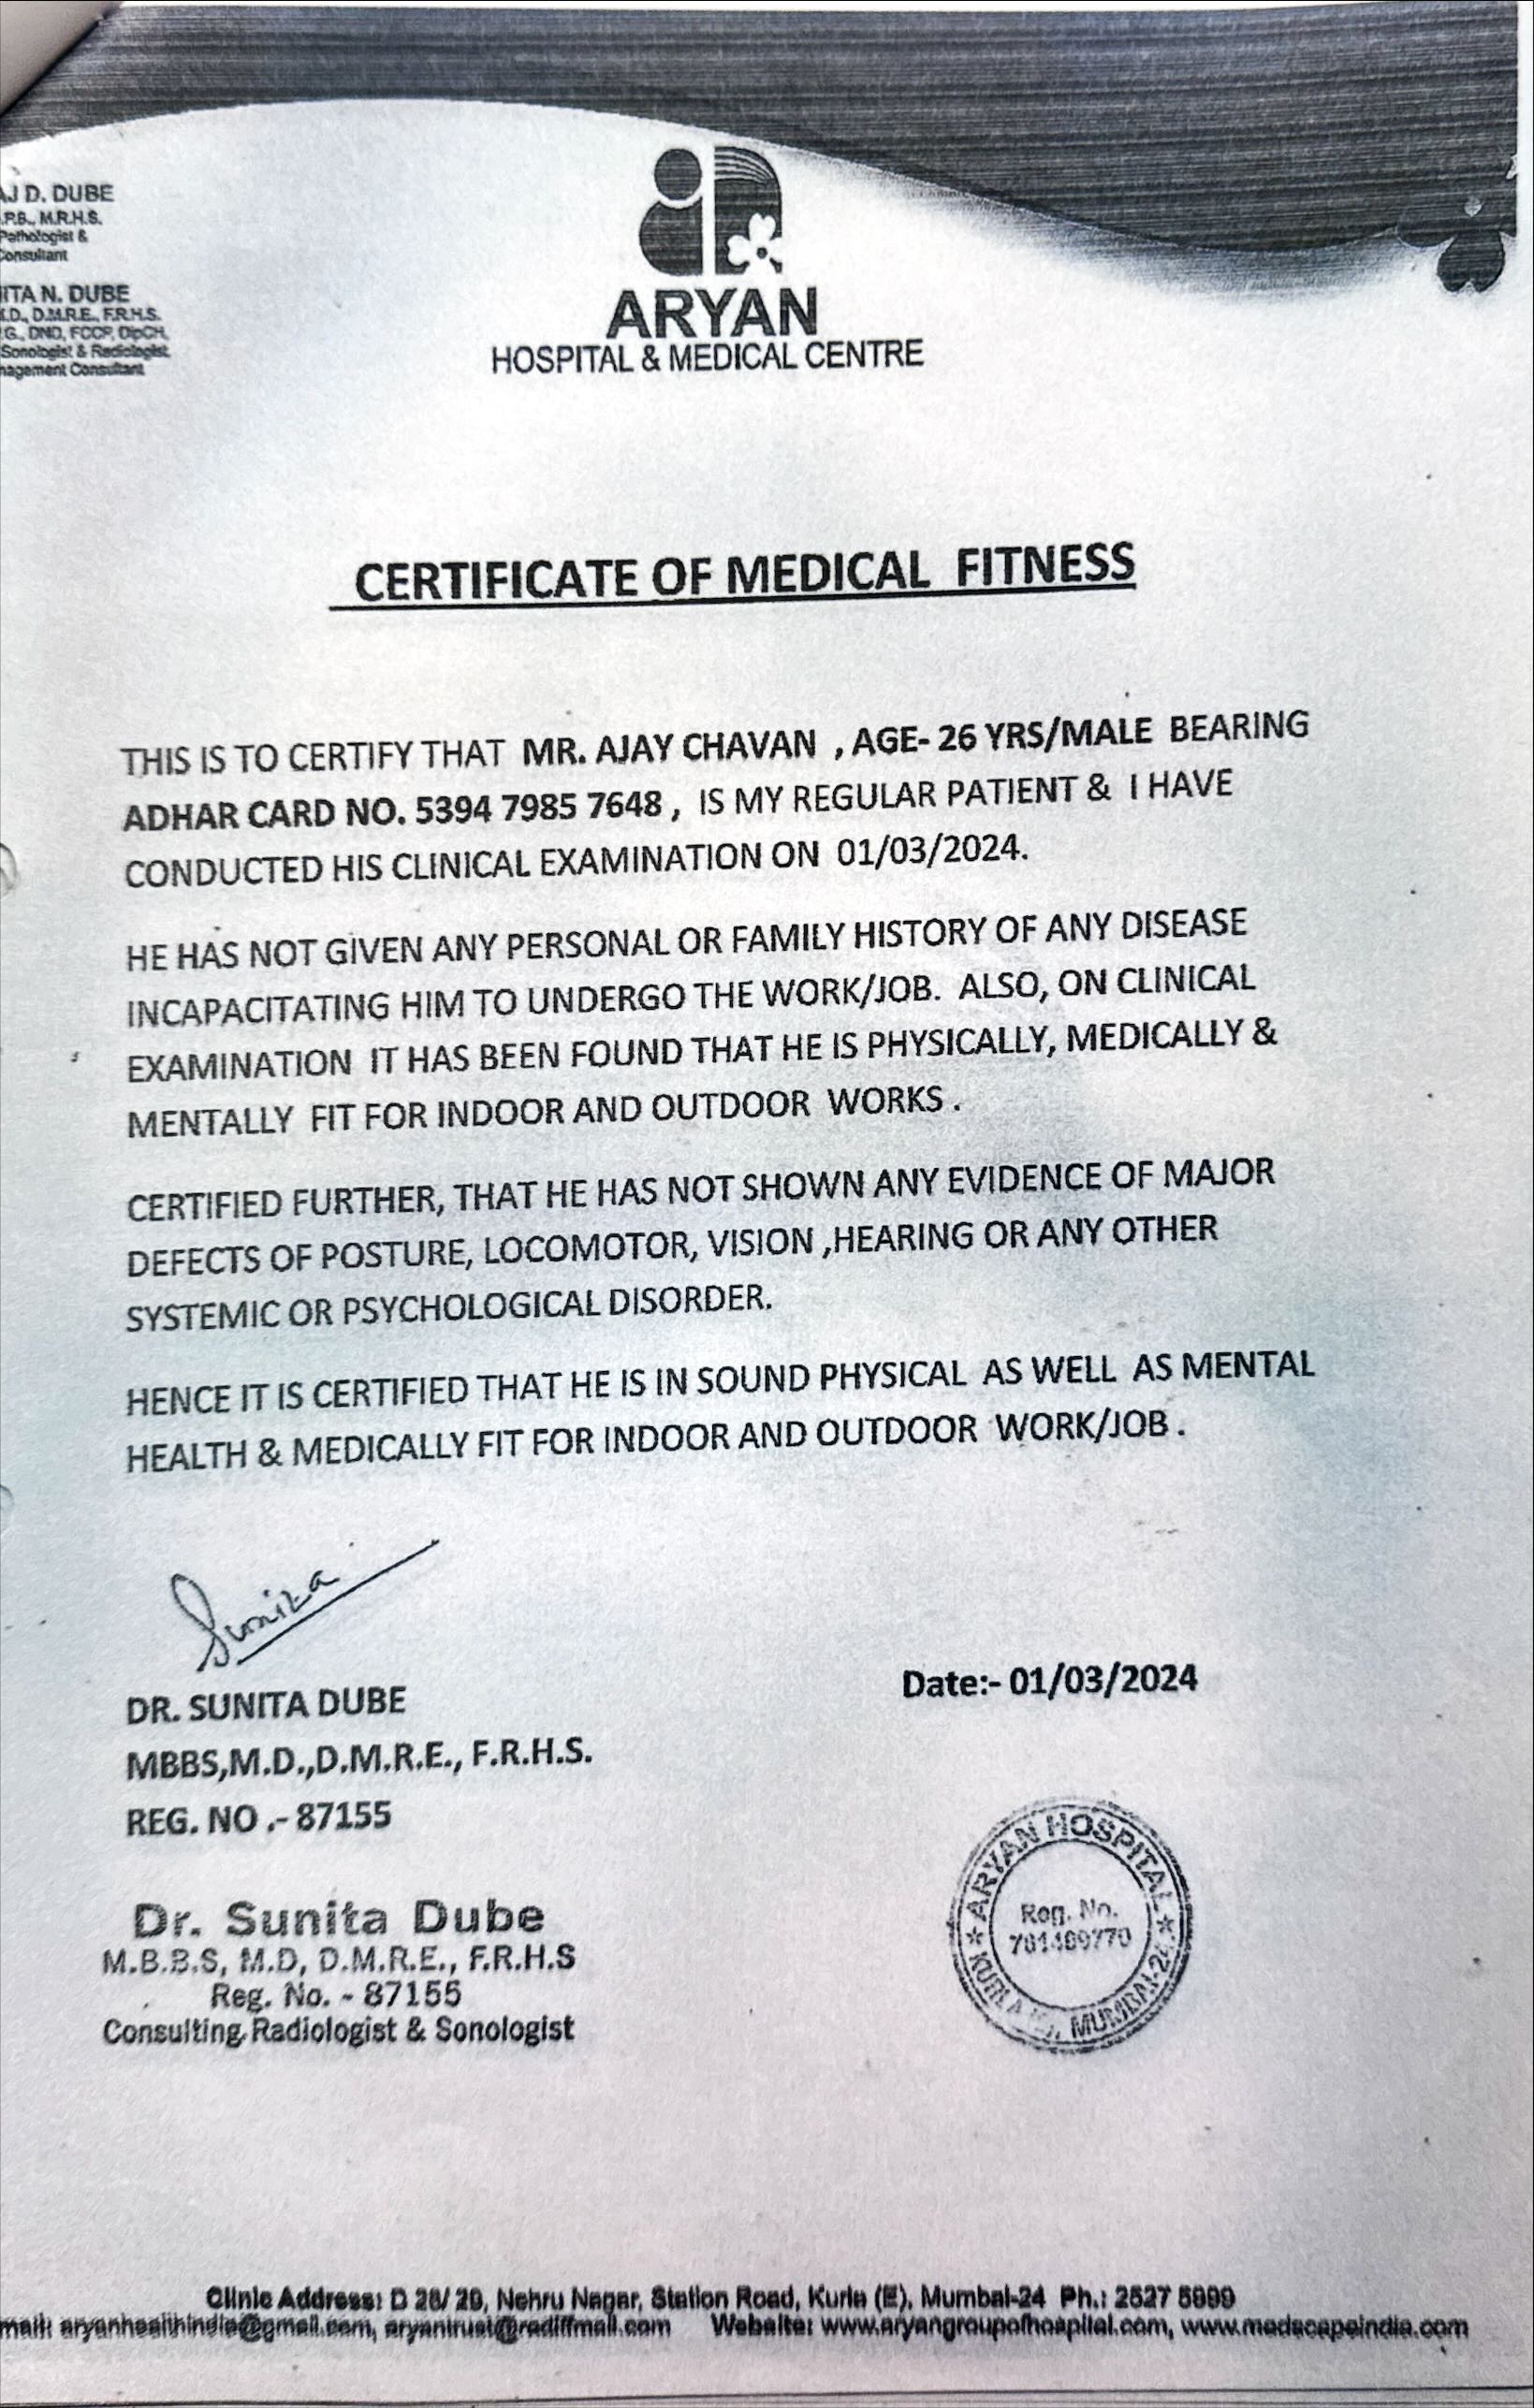 AJ D. DUBE
.P.B., M.R.H.S.
Pathologist &
Consultant
ITA N. DUBE
.D., D.M.R.E., F.R.H.S.
.G., DND, FCCP, DipCH,
Sonologist & Radiologist,
nagement Consultant
ARYAN
HOSPITAL & MEDICAL CENTRE
CERTIFICATE OF MEDICAL FITNESS
THIS IS TO CERTIFY THAT MR. AJAY CHAVAN , AGE- 26 YRS/MALE BEARING
ADHAR CARD NO. 5394 7985 7648 , IS MY REGULAR PATIENT & I HAVE
CONDUCTED HIS CLINICAL EXAMINATION ON 01/03/2024.
HE HAS NOT GIVEN ANY PERSONAL OR FAMILY HISTORY OF ANY DISEASE
INCAPACITATING HIM TO UNDERGO THE WORK/JOB. ALSO, ON CLINICAL
EXAMINATION IT HAS BEEN FOUND THAT HE IS PHYSICALLY, MEDICALLY &
MENTALLY FIT FOR INDOOR AND OUTDOOR WORKS .
CERTIFIED FURTHER, THAT HE HAS NOT SHOWN ANY EVIDENCE OF MAJOR
DEFECTS OF POSTURE, LOCOMOTOR, VISION ,HEARING OR ANY OTHER
SYSTEMIC OR PSYCHOLOGICAL DISORDER.
HENCE IT IS CERTIFIED THAT HE IS IN SOUND PHYSICAL AS WELL AS MENTAL
HEALTH & MEDICALLY FIT FOR INDOOR AND OUTDOOR WORK/JOB .
Sunita
DR. SUNITA DUBE
MBBS,M.D.,D.M.R.E., F.R.H.S.
REG. NO .- 87155
Date:- 01/03/2024
Dr. Sunita Dube
M.B.B.S, M.D, D.M.R.E., F.R.H.S
Reg. No. - 87155
Consulting Radiologist & Sonologist
ARYAN HOSPITAL
Reg. No.
KURLA MUMBAI-24
Clinic Address: D 28/ 29, Nehru Nagar, Station Road, Kurla (E), Mumbai-24 Ph.: 2527 5999
mail: aryanhealthindia@gmail.com, aryantrust@rediffmail.com Website: www.aryangroupofhospital.com, www.medscapeindia.com